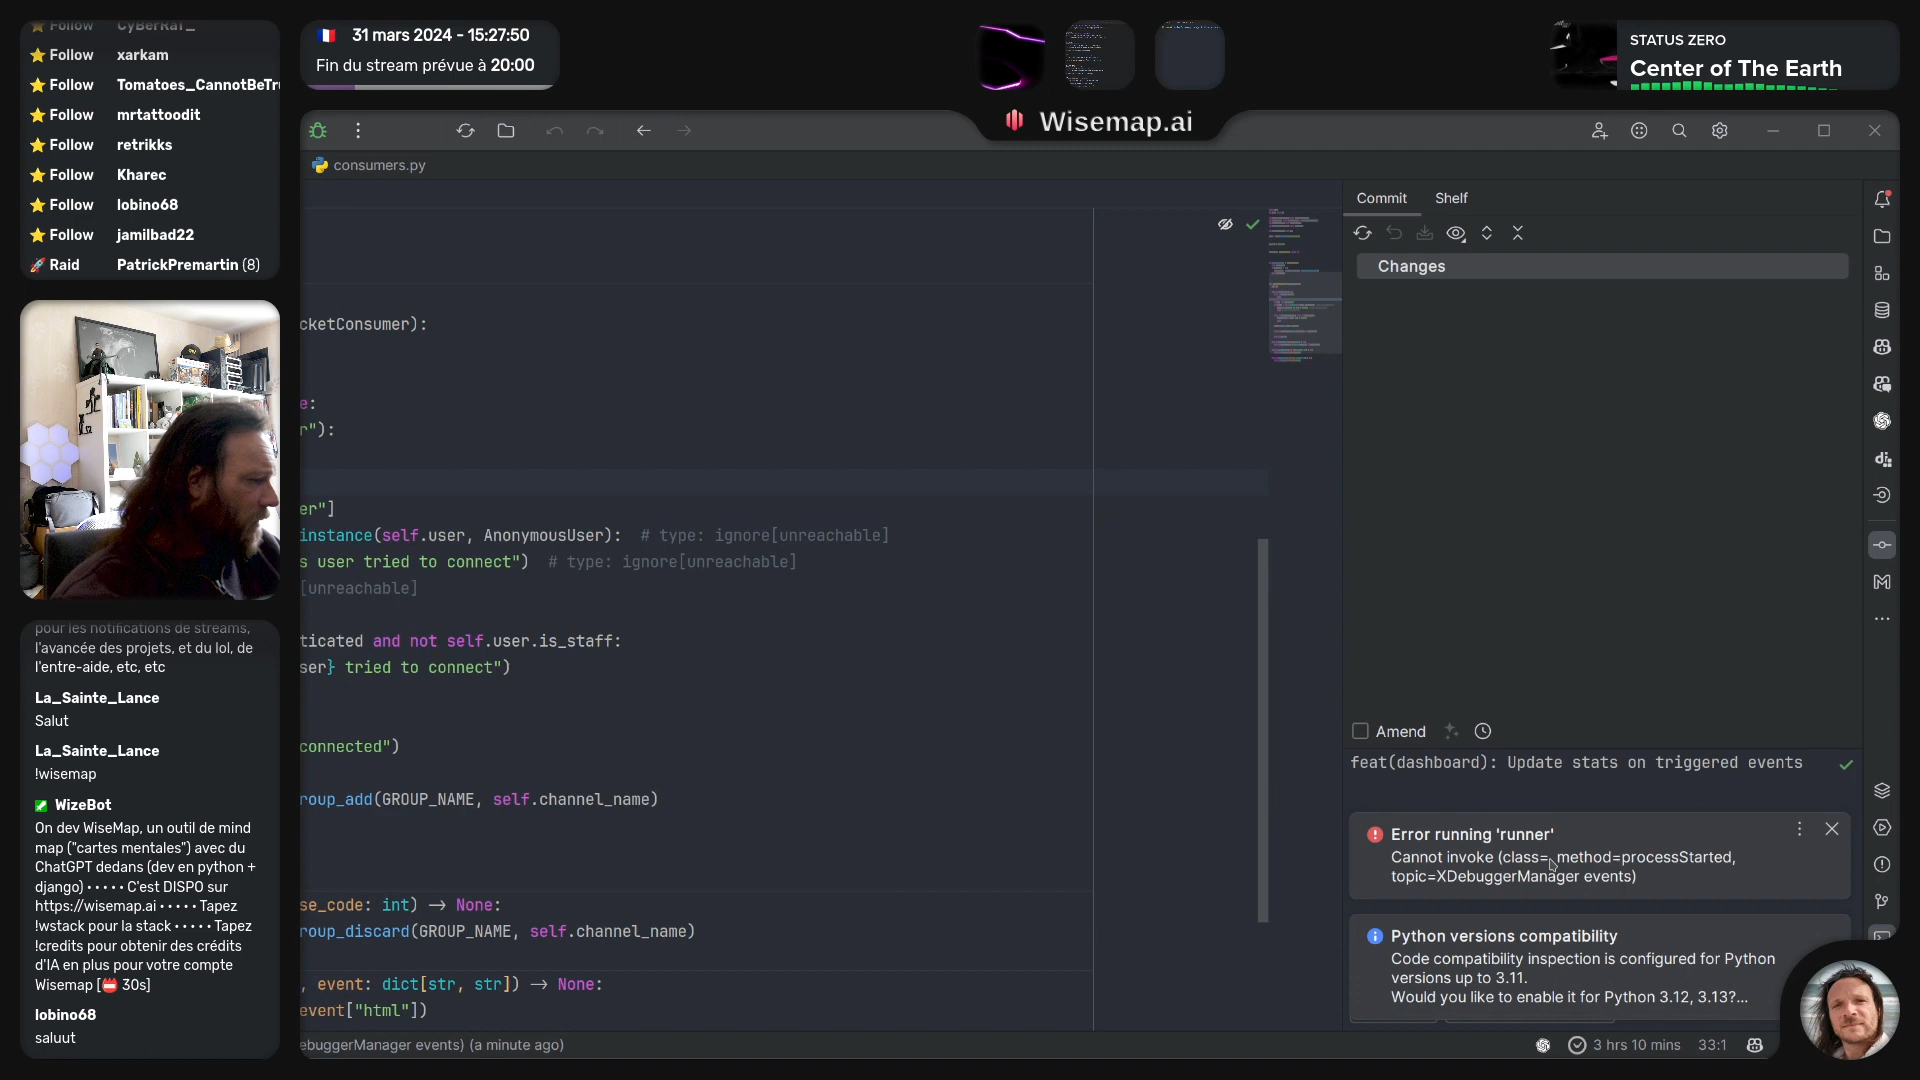 Follow CyBerRaT_
Follow xarkam
Follow Tomatoes_CannotBeTr
Follow mrtattoodit
Follow retrikks
Follow Kharec
Follow lobino68
Follow jamilbad22
Raid PatrickPremartin (8)
31 mars 2024 - 15:27:50
Fin du stream prévue à 20:00
STATUS ZERO
Center of The Earth
Wisemap.ai
consumers.py
cketConsumer):
e:
r"):
er"]
instance(self.user, AnonymousUser):  # type: ignore[unreachable]
s user tried to connect")  # type: ignore[unreachable]
[unreachable]
ticated and not self.user.is_staff:
ser} tried to connect")
connected")
roup_add(GROUP_NAME, self.channel_name)
se_code: int) → None:
roup_discard(GROUP_NAME, self.channel_name)
, event: dict[str, str]) → None:
event["html"])
ebuggerManager events) (a minute ago)
Commit Shelf
Changes
Amend
feat(dashboard): Update stats on triggered events
Error running 'runner'
Cannot invoke (class=, method=processStarted,
topic=XDebuggerManager events)
Python versions compatibility
Code compatibility inspection is configured for Python
versions up to 3.11.
Would you like to enable it for Python 3.12, 3.13?...
3 hrs 10 mins 33:1
pour les notifications de streams,
l'avancée des projets, et du lol, de
l'entre-aide, etc, etc
La_Sainte_Lance
Salut
La_Sainte_Lance
!wisemap
WizeBot
On dev WiseMap, un outil de mind
map ("cartes mentales") avec du
ChatGPT dedans (dev en python +
django) • • • • • C'est DISPO sur
https://wisemap.ai • • • • • Tapez
!wstack pour la stack • • • • • Tapez
!credits pour obtenir des crédits
d'IA en plus pour votre compte
Wisemap [📛 30s]
lobino68
saluut